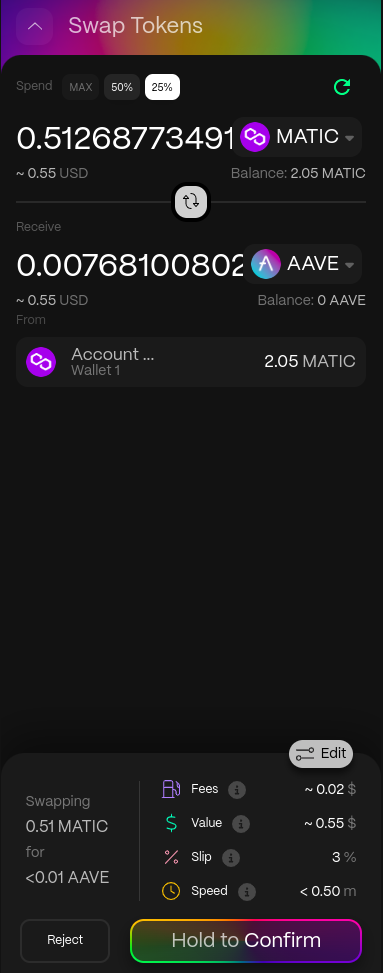 Swap Tokens
Spend MAX 50% 25%
0.51268773491 MATIC
~ 0.55 USD Balance: 2.05 MATIC
Receive
0.00768100802 AAVE
~ 0.55 USD Balance: 0 AAVE
From
Account ... 2.05 MATIC
Wallet 1
Edit
Fees ~ 0.02 $
Swapping
Value ~ 0.55 $
0.51 MATIC
for
Slip 3 %
<0.01 AAVE
Speed < 0.50 m
Reject Hold to Confirm